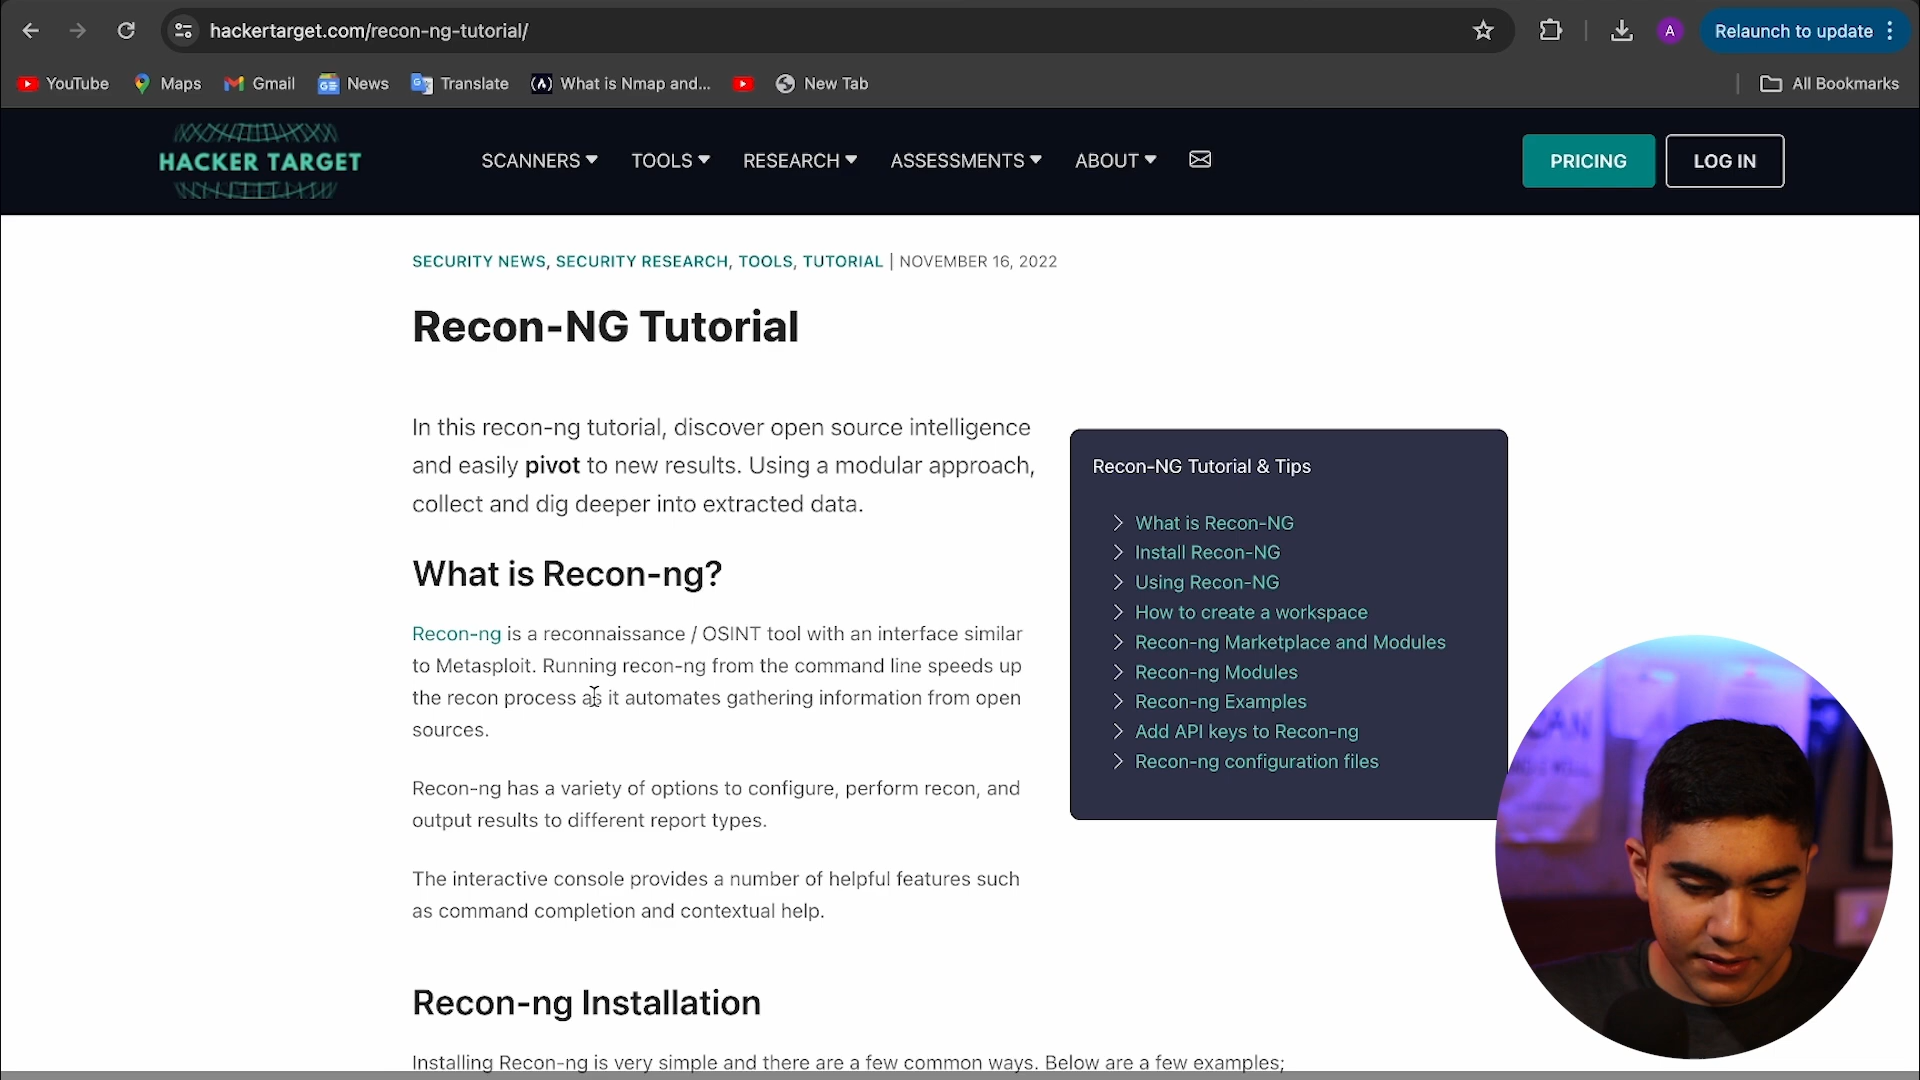 hackertarget.com/recon-ng-tutorial/
A
Relaunch to update
YouTube
Maps
Gmail
News
Translate
What is Nmap and...
New Tab
All Bookmarks
HACKER TARGET
SCANNERS
TOOLS
RESEARCH
ASSESSMENTS
ABOUT
PRICING
LOG IN
SECURITY NEWS, SECURITY RESEARCH, TOOLS, TUTORIAL | NOVEMBER 16, 2022
Recon-NG Tutorial
In this recon-ng tutorial, discover open source intelligence
and easily pivot to new results. Using a modular approach,
collect and dig deeper into extracted data.
What is Recon-ng?
Recon-ng is a reconnaissance / OSINT tool with an interface similar
to Metasploit. Running recon-ng from the command line speeds up
the recon process as it automates gathering information from open
sources.
Recon-ng has a variety of options to configure, perform recon, and
output results to different report types.
The interactive console provides a number of helpful features such
as command completion and contextual help.
Recon-NG Tutorial & Tips
What is Recon-NG
Install Recon-NG
Using Recon-NG
How to create a workspace
Recon-ng Marketplace and Modules
Recon-ng Modules
Recon-ng Examples
Add API keys to Recon-ng
Recon-ng configuration files
Recon-ng Installation
Installing Recon-ng is very simple and there are a few common ways. Below are a few examples;